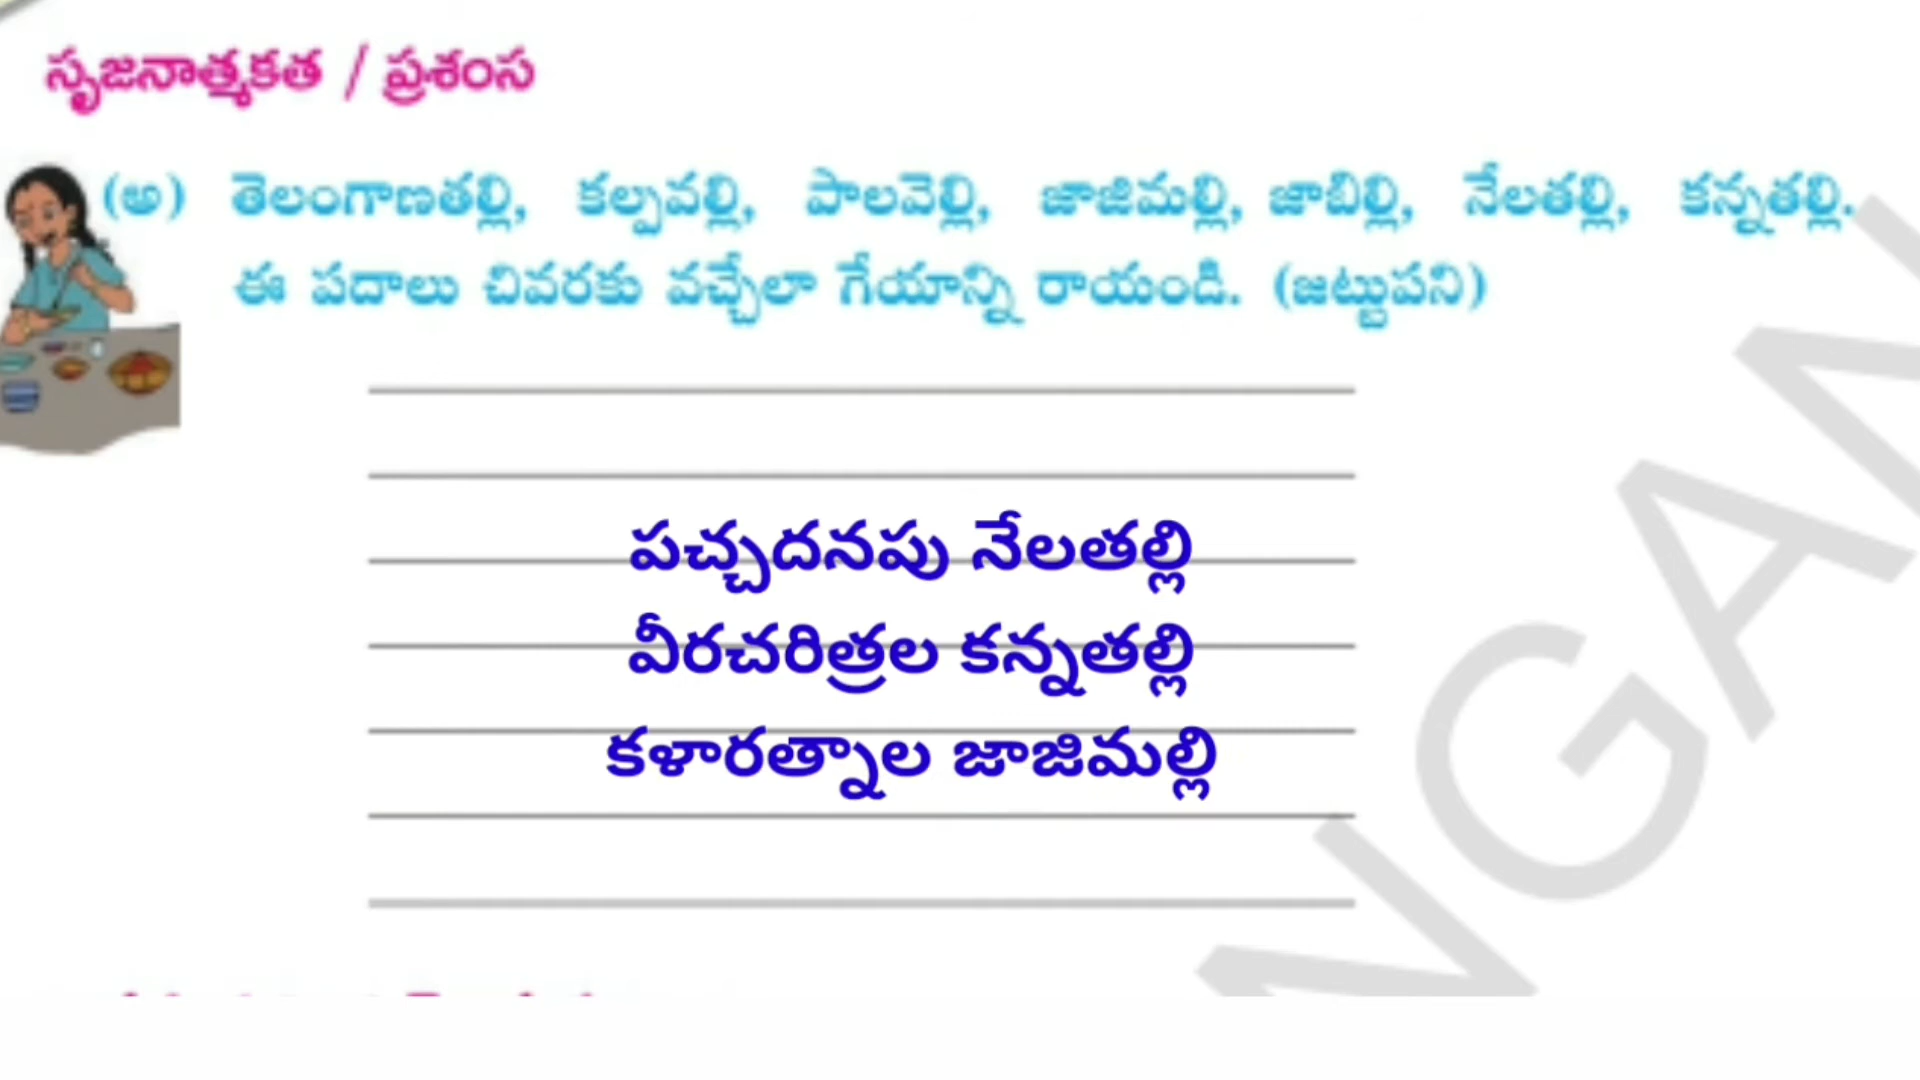 సృజనాత్మకత / ప్రశంస
(అ) తెలంగాణతల్లి, కల్పవల్లి, పాలవెల్లి, జాజిమల్లి, జాబిల్లి, నేలతల్లి, కన్నతల్లి.
ఈ పదాలు చివరకు వచ్చేలా గేయాన్ని రాయండి. (జట్టుపని)
పచ్చదనపు నేలతల్లి
వీరచరిత్రల కన్నతల్లి
కళారత్నాల జాజిమల్లి